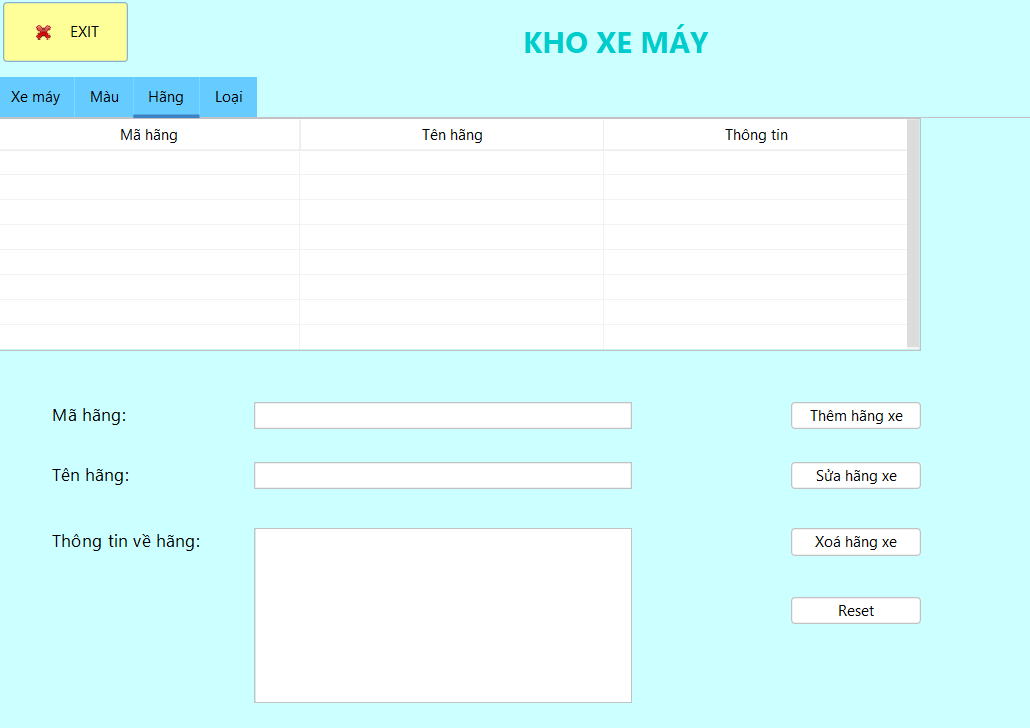 EXIT
KHO XE MÁY
Xe máy Màu Hãng Loại
Mã hãng Tên hãng Thông tin
Mã hãng: Thêm hãng xe
Tên hãng: Sửa hãng xe
Thông tin về hãng: Xoá hãng xe
Reset